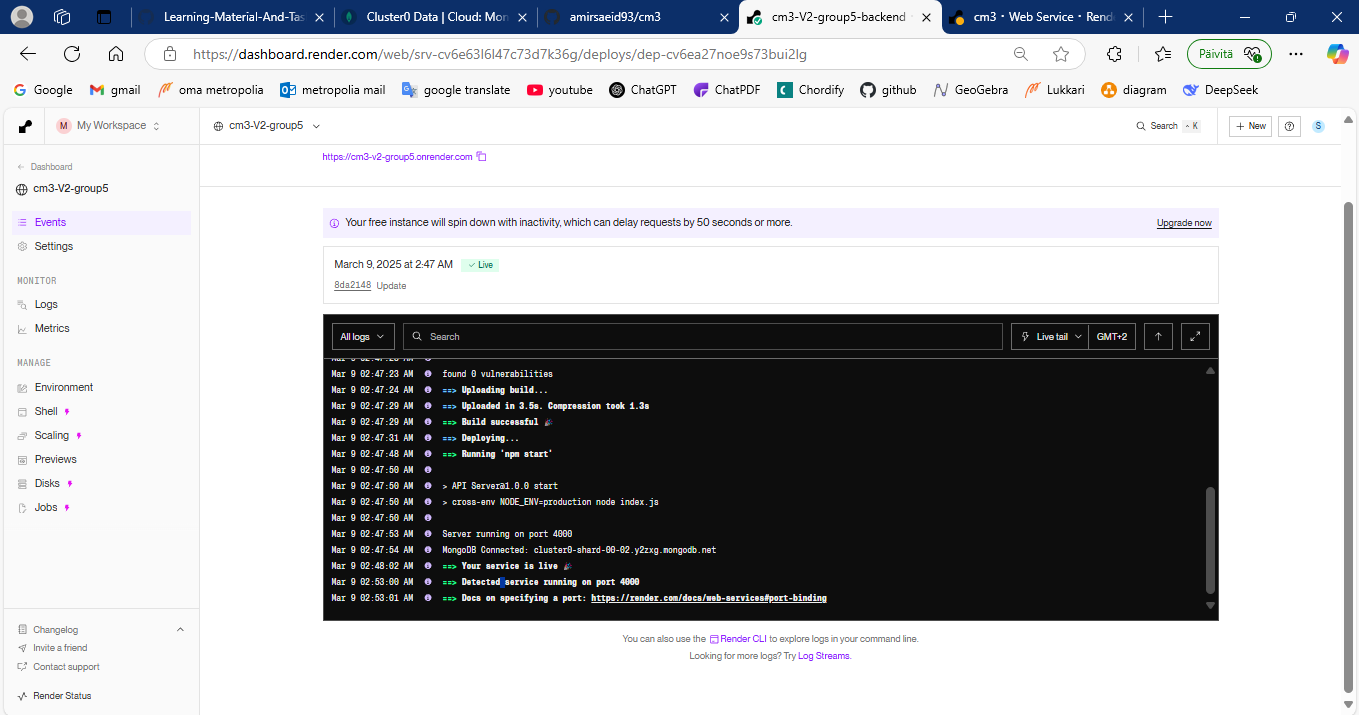 Learning-Material-And-Tas
Cluster0 Data | Cloud: Mon
amirsaeid93/cm3
cm3-V2-group5-backend
cm3 · Web Service · Rende
https://dashboard.render.com/web/srv-cv6e63l6l47c73d7k36g/deploys/dep-cv6ea27noe9s73bui2lg
Päivitä
Google gmail oma metropolia metropolia mail google translate youtube ChatGPT ChatPDF Chordify github GeoGebra Lukkari diagram DeepSeek
M My Workspace
cm3-V2-group5
Search ⌃ K
+ New
S
← Dashboard
cm3-V2-group5
Events
Settings
MONITOR
Logs
Metrics
MANAGE
Environment
Shell
Scaling
Previews
Disks
Jobs
Changelog
Invite a friend
Contact support
Render Status
https://cm3-v2-group5.onrender.com
Your free instance will spin down with inactivity, which can delay requests by 50 seconds or more.
Upgrade now
March 9, 2025 at 2:47 AM ✓ Live
8da2148 Update
All logs
Search
Live tail
GMT+2
Mar 9 02:47:23 AM found 0 vulnerabilities
Mar 9 02:47:24 AM ==> Uploading build...
Mar 9 02:47:29 AM ==> Uploaded in 3.5s. Compression took 1.3s
Mar 9 02:47:29 AM ==> Build successful 🎉
Mar 9 02:47:31 AM ==> Deploying...
Mar 9 02:47:48 AM ==> Running 'npm start'
Mar 9 02:47:50 AM
Mar 9 02:47:50 AM > API Server@1.0.0 start
Mar 9 02:47:50 AM > cross-env NODE_ENV=production node index.js
Mar 9 02:47:50 AM
Mar 9 02:47:53 AM Server running on port 4000
Mar 9 02:47:54 AM MongoDB Connected: cluster0-shard-00-02.y2zxg.mongodb.net
Mar 9 02:48:02 AM ==> Your service is live 🎉
Mar 9 02:53:00 AM ==> Detected service running on port 4000
Mar 9 02:53:01 AM ==> Docs on specifying a port: https://render.com/docs/web-services#port-binding
You can also use the Render CLI to explore logs in your command line.
Looking for more logs? Try Log Streams.